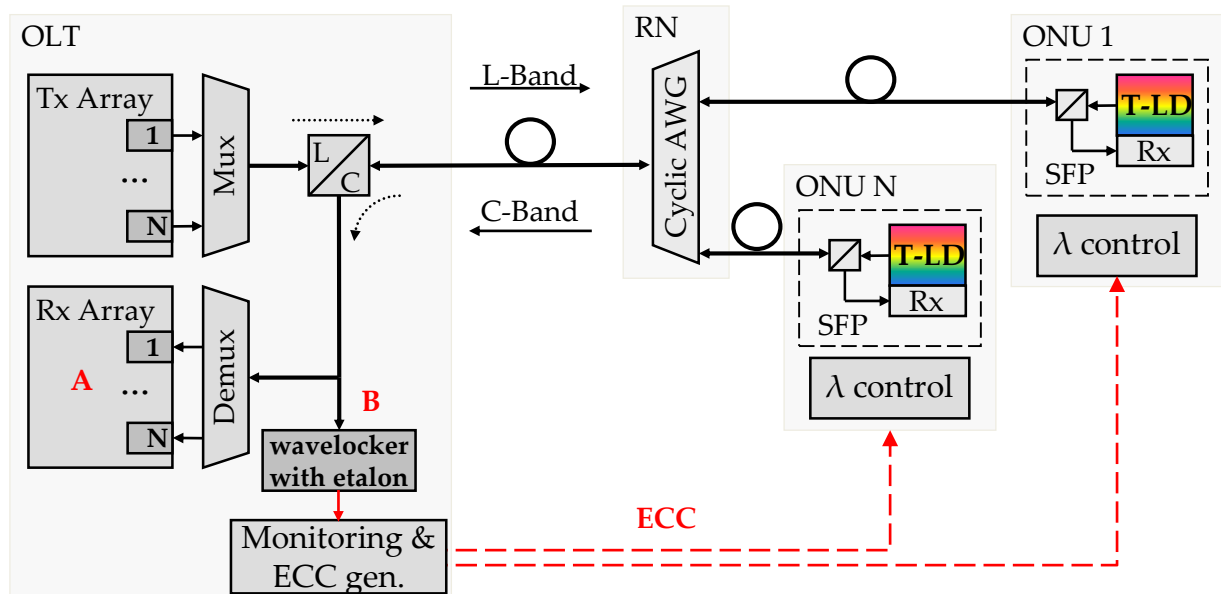 OLT
Tx Array
1
...
N
Mux
L
C
L-Band
C-Band
RN
Cyclic AWG
ONU 1
T-LD
Rx
SFP
λ control
ONU N
T-LD
Rx
SFP
λ control
Rx Array
1
A
...
N
Demux
B
wavelocker
with etalon
Monitoring &
ECC gen.
ECC